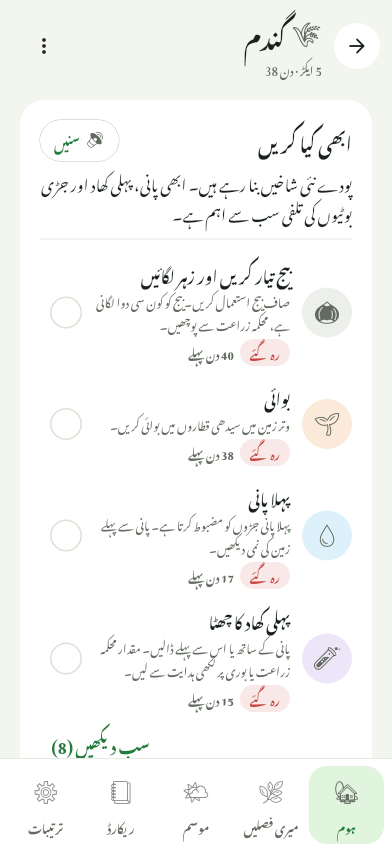 گندم
5 ایکڑ · دن 38
ابھی کیا کریں
سنیں
پودے نئی شاخیں بنا رہے ہیں۔ ابھی پانی، پہلی کھاد اور جڑی
بوٹیوں کی تلفی سب سے اہم ہے۔
بیج تیار کریں اور زہر لگائیں
صاف بیج استعمال کریں۔ بیج کو کون سی دوا لگانی
ہے، محکمہ زراعت سے پوچھیں۔
رہ گئے 40 دن پہلے
بوائی
وتر زمین میں سیدھی قطاروں میں بوائی کریں۔
رہ گئے 38 دن پہلے
پہلا پانی
پہلا پانی جڑوں کو مضبوط کرتا ہے۔ پانی سے پہلے
زمین کی نمی دیکھیں۔
رہ گئے 17 دن پہلے
پہلی کھاد کا چھٹا
پانی کے ساتھ یا اس سے پہلے ڈالیں۔ مقدار محکمہ
زراعت یا بوری پر لکھی ہدایت سے لیں۔
رہ گئے 15 دن پہلے
سب دیکھیں (8)
ہوم
میری فصلیں
موسم
ریکارڈ
ترتیبات